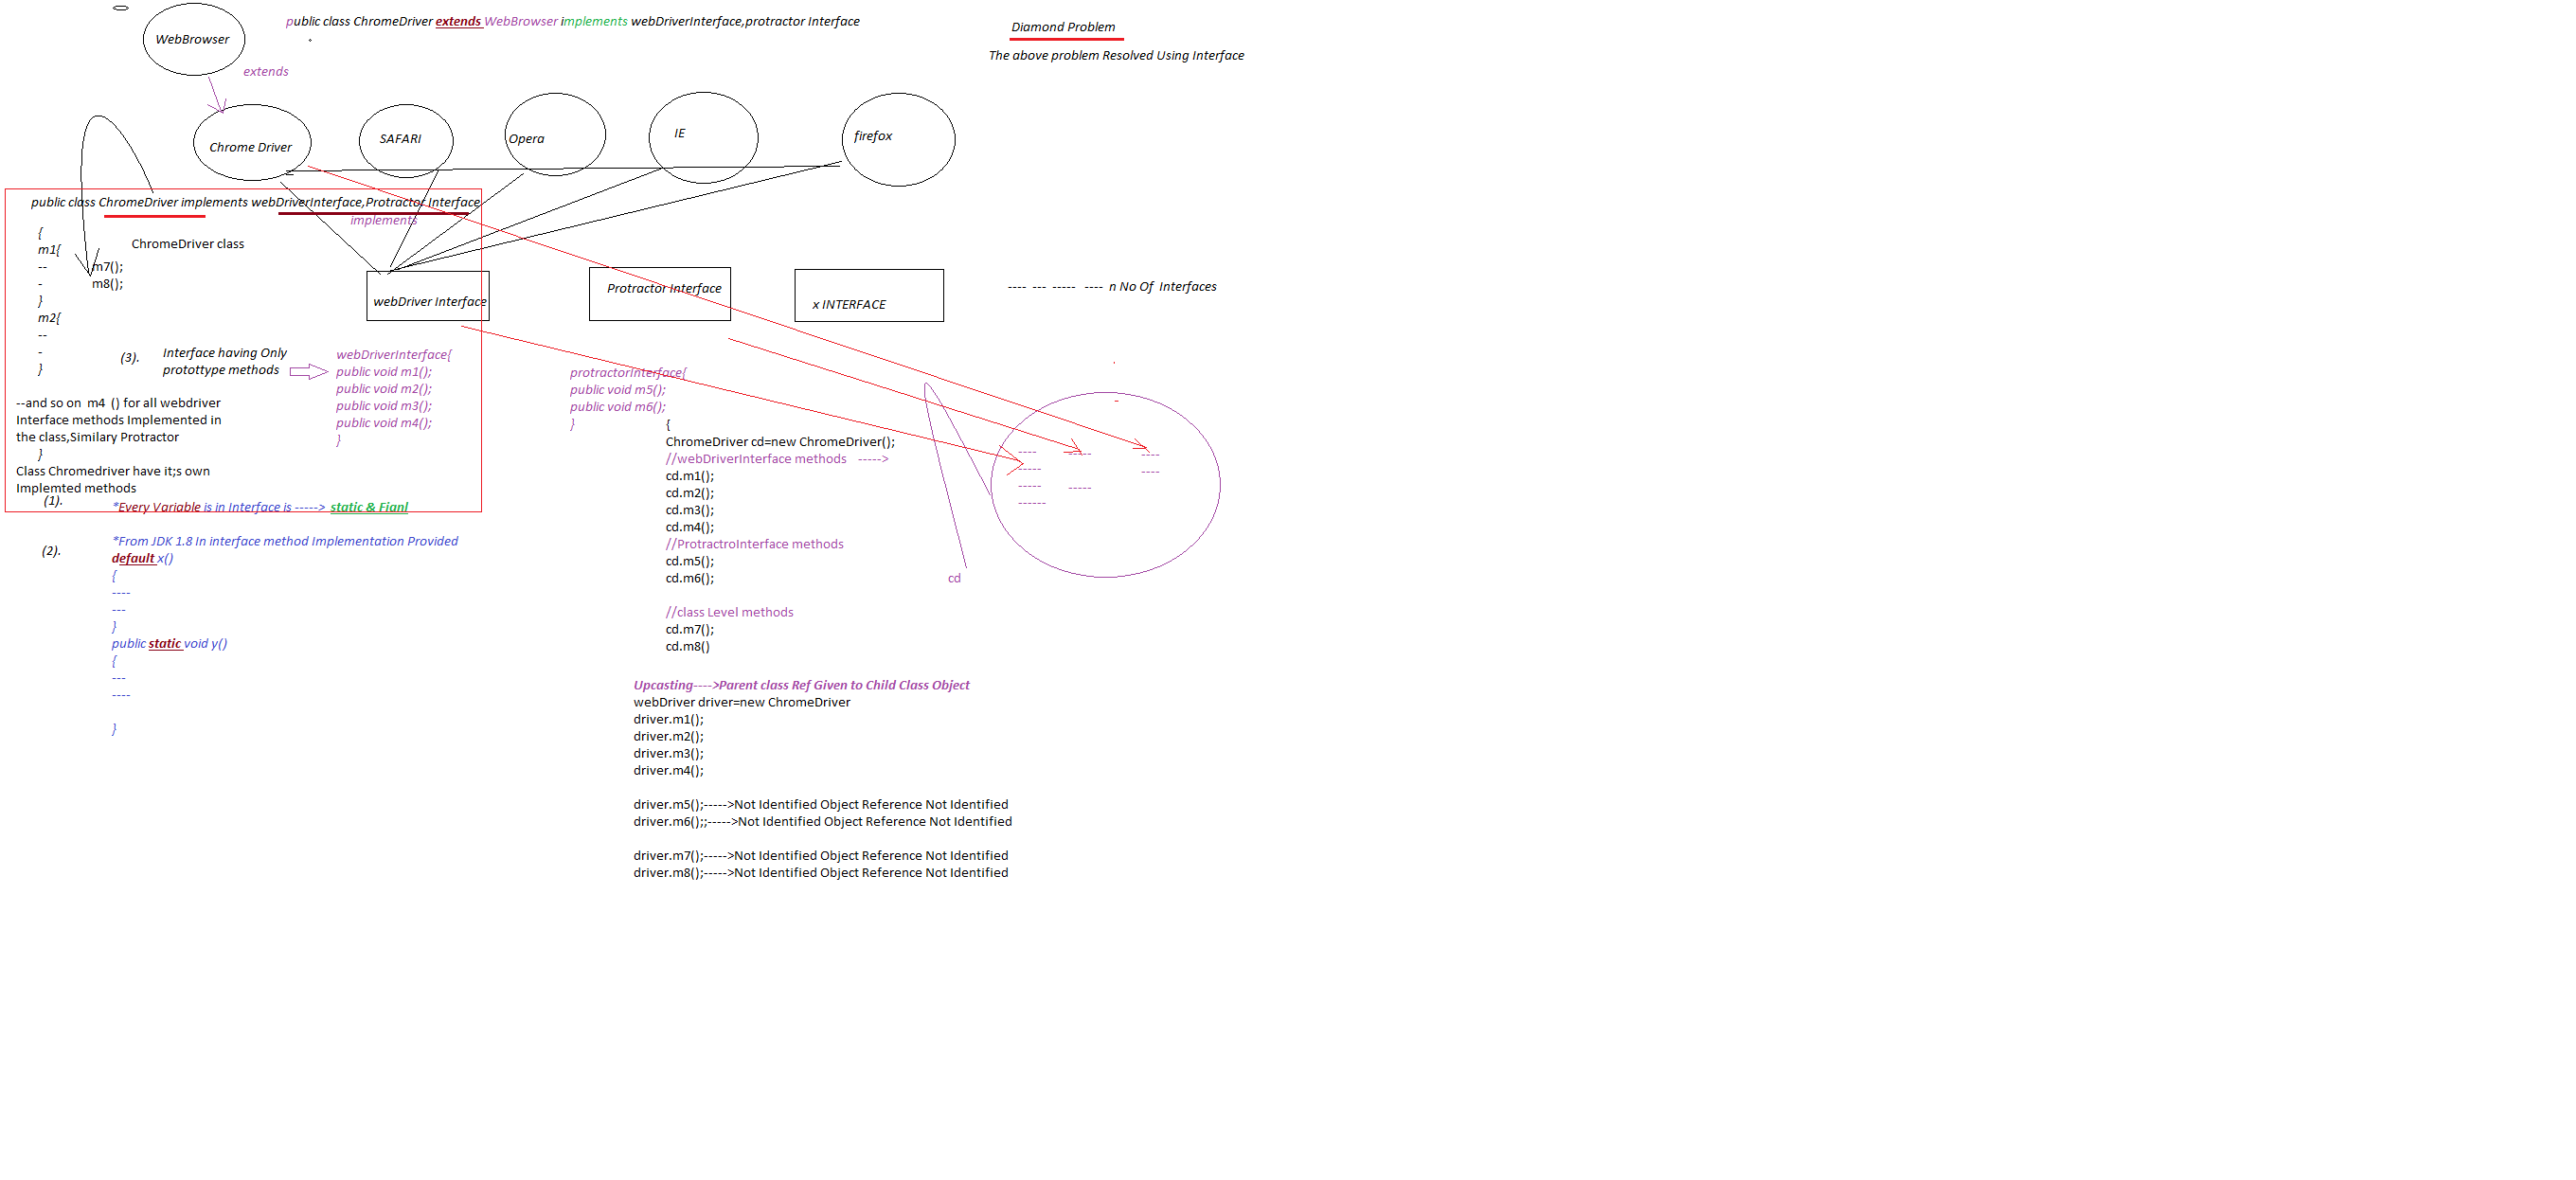 public class ChromeDriver extends WebBrowser implements webDriverInterface,protractor Interface
Diamond Problem
The above problem Resolved Using Interface
WebBrowser
extends
Chrome Driver
SAFARI
Opera
IE
firefox
public class ChromeDriver implements webDriverInterface,Protractor Interface
implements
{
m1{
ChromeDriver class
--
m7();
-
m8();
}
m2{
--
-
}
webDriver Interface
Protractor Interface
x INTERFACE
---- --- ----- ---- n No Of Interfaces
(3).
Interface having Only
protottype methods
webDriverInterface{
public void m1();
public void m2();
public void m3();
public void m4();
}
protractorInterface{
public void m5();
public void m6();
}
--and so on m4 () for all webdriver
Interface methods Implemented in
the class,Similary Protractor
}
Class Chromedriver have it;s own
Implemted methods
(1).
*Every Variable is in Interface is -----> static & Fianl
(2).
*From JDK 1.8 In interface method Implementation Provided
default x()
{
----
---
}
public static void y()
{
---
----
}
{
ChromeDriver cd=new ChromeDriver();
//webDriverInterface methods ----->
cd.m1();
cd.m2();
cd.m3();
cd.m4();
//ProtractroInterface methods
cd.m5();
cd.m6();
//class Level methods
cd.m7();
cd.m8()
cd
---- ----- ----
----- ----
----- -----
------
Upcasting---->Parent class Ref Given to Child Class Object
webDriver driver=new ChromeDriver
driver.m1();
driver.m2();
driver.m3();
driver.m4();
driver.m5();----->Not Identified Object Reference Not Identified
driver.m6();;----->Not Identified Object Reference Not Identified
driver.m7();----->Not Identified Object Reference Not Identified
driver.m8();----->Not Identified Object Reference Not Identified